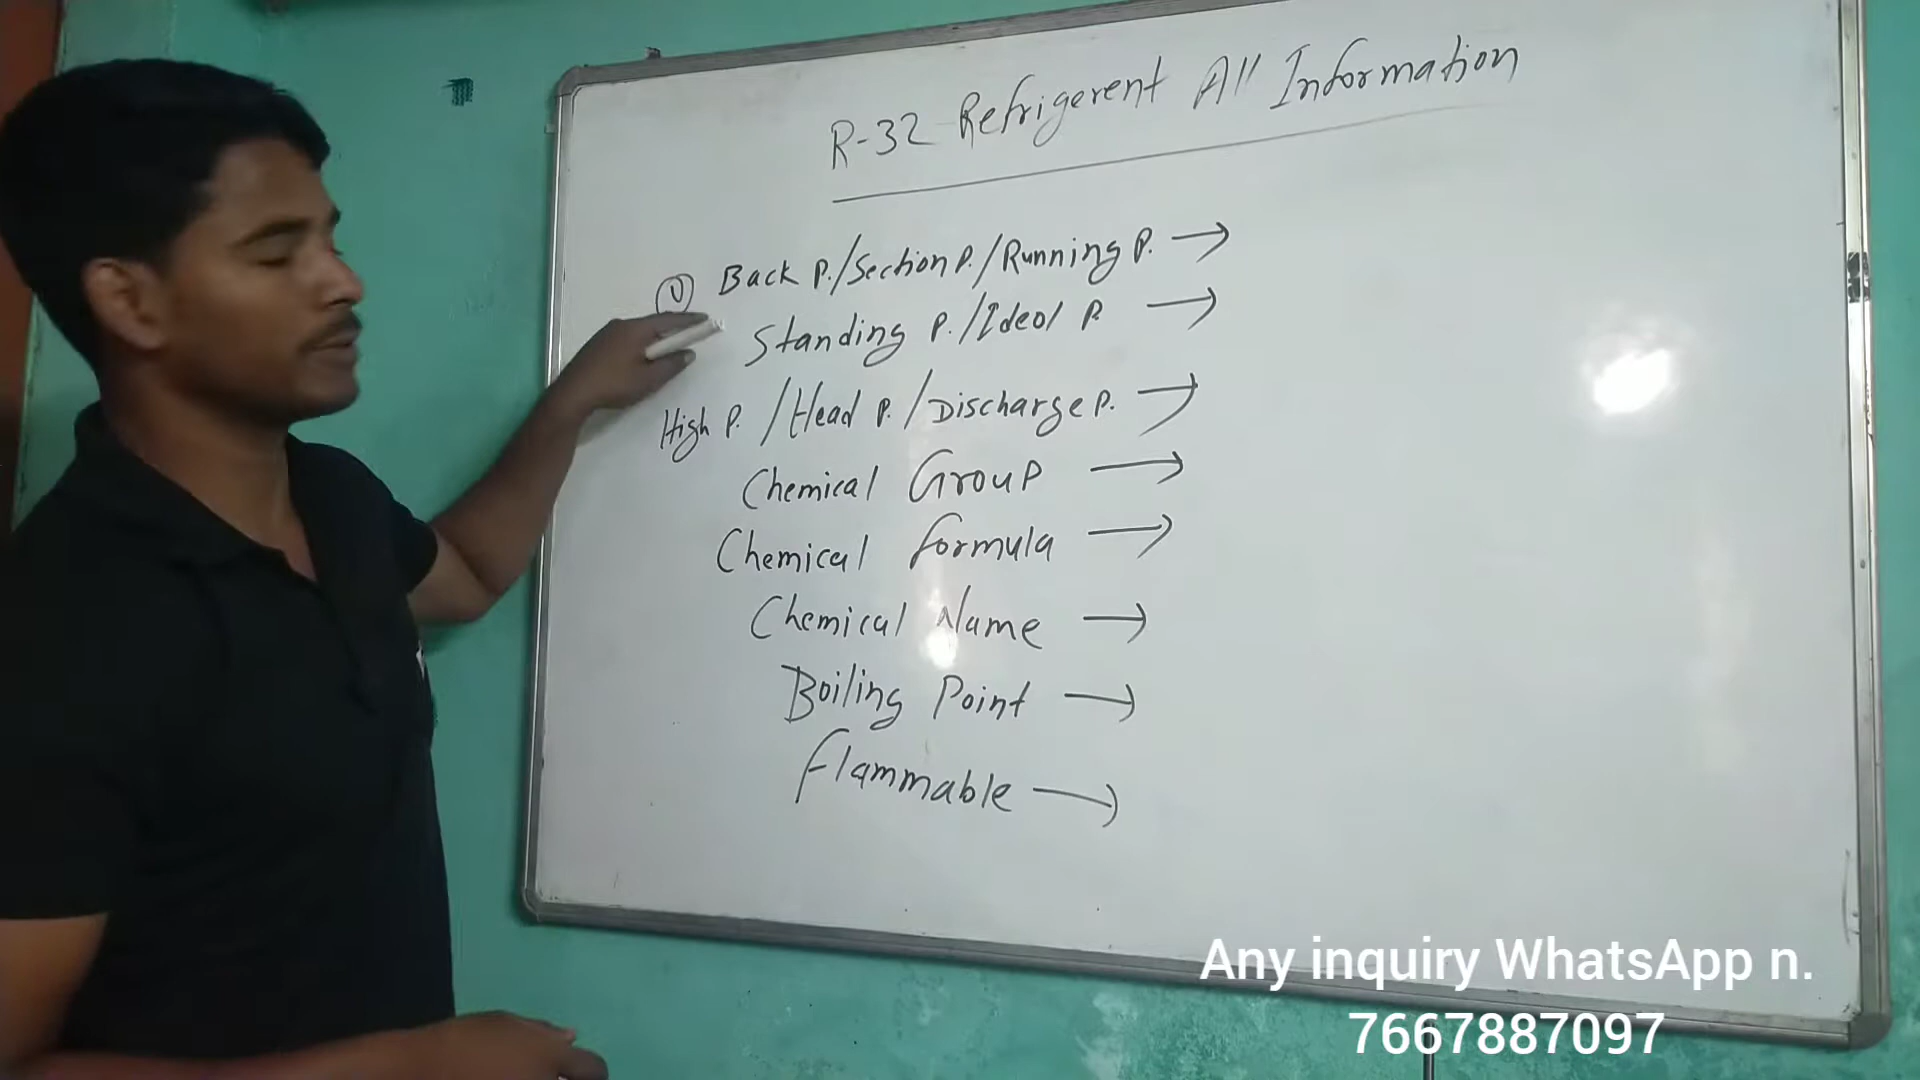 R-32 Refrigerent All Information
① Back P./Section P./Running P. →
Standing P./Ideal P. →
High P./Head P./Discharge P. →
Chemical Group →
Chemical formula →
Chemical Name →
Boiling Point →
flammable →
Any inquiry WhatsApp n.
7667887097